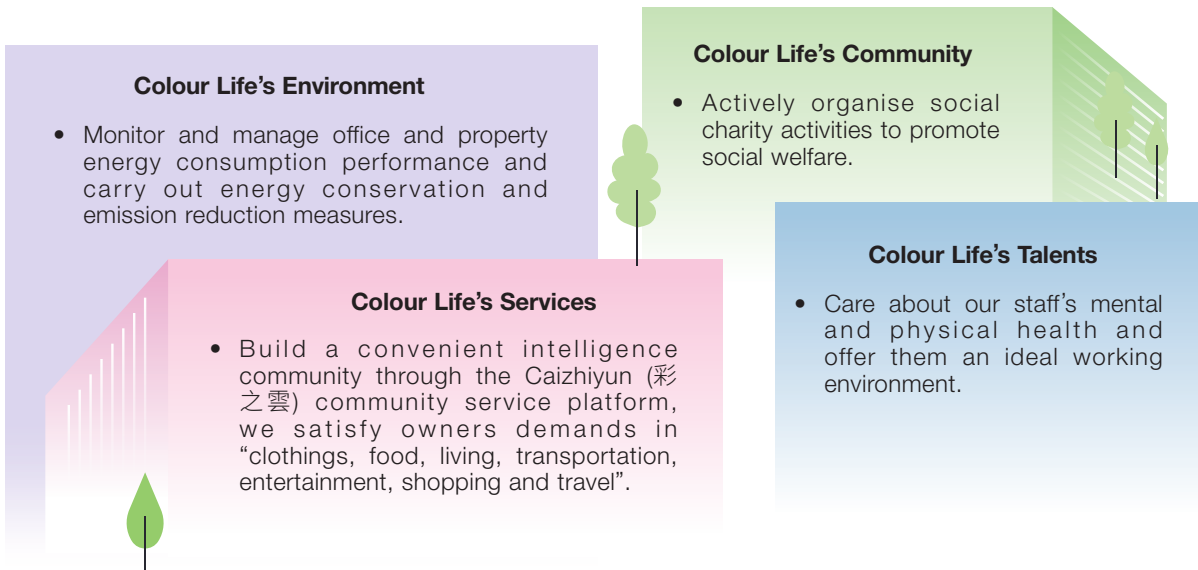 Colour Life’s Environment
• Monitor and manage office and property
energy consumption performance and
carry out energy conservation and
emission reduction measures.
Colour Life’s Community
• Actively organise social
charity activities to promote
social welfare.
Colour Life’s Services
• Build a convenient intelligence
community through the Caizhiyun (彩
之雲) community service platform,
we satisfy owners demands in
“clothings, food, living, transportation,
entertainment, shopping and travel”.
Colour Life’s Talents
• Care about our staff’s mental
and physical health and
offer them an ideal working
environment.